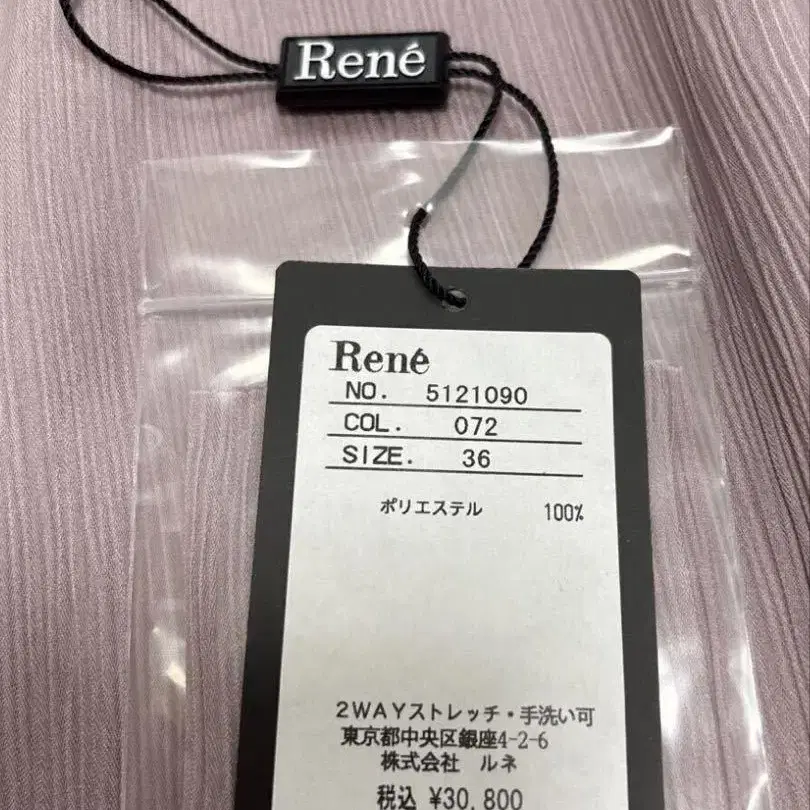 René
René
NO. 5121090
COL. 072
SIZE. 36
ポリエステル 100%
2WAYストレッチ・手洗い可
東京都中央区銀座4-2-6
株式会社 ルネ
税込 ¥30,800